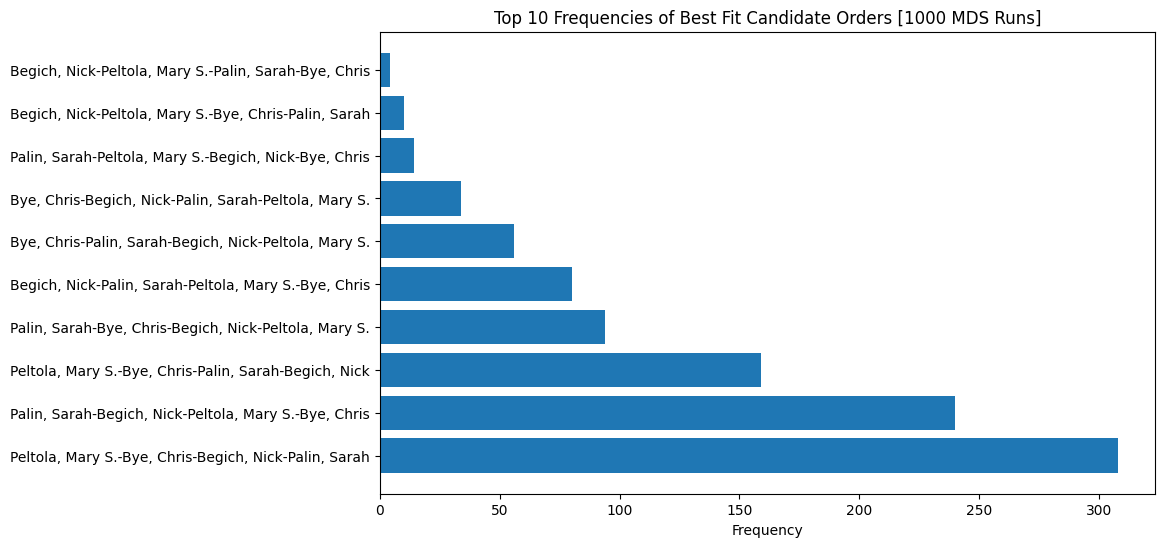 Top 10 Frequencies of Best Fit Candidate Orders [1000 MDS Runs]
Begich, Nick-Peltola, Mary S.-Palin, Sarah-Bye, Chris
Begich, Nick-Peltola, Mary S.-Bye, Chris-Palin, Sarah
Palin, Sarah-Peltola, Mary S.-Begich, Nick-Bye, Chris
Bye, Chris-Begich, Nick-Palin, Sarah-Peltola, Mary S.
Bye, Chris-Palin, Sarah-Begich, Nick-Peltola, Mary S.
Begich, Nick-Palin, Sarah-Peltola, Mary S.-Bye, Chris
Palin, Sarah-Bye, Chris-Begich, Nick-Peltola, Mary S.
Peltola, Mary S.-Bye, Chris-Palin, Sarah-Begich, Nick
Palin, Sarah-Begich, Nick-Peltola, Mary S.-Bye, Chris
Peltola, Mary S.-Bye, Chris-Begich, Nick-Palin, Sarah
0 50 100 150 200 250 300
Frequency